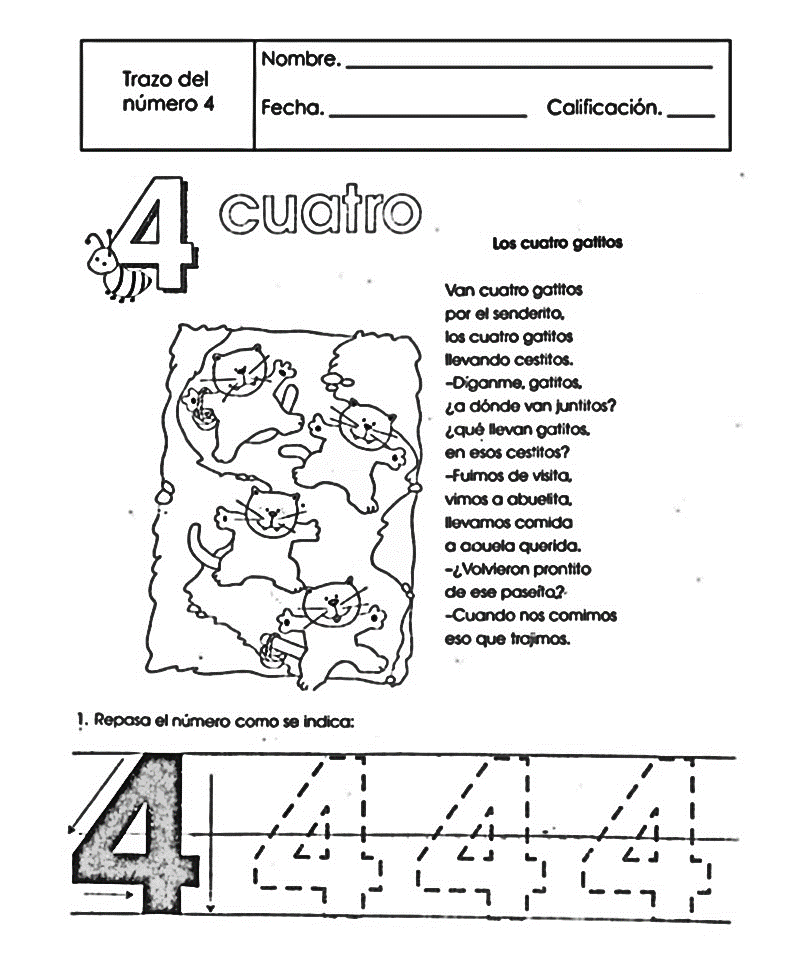 Trazo del
número 4
Nombre.
Fecha. Calificación.
4 cuatro
Los cuatro gatitos
Van cuatro gatitos
por el senderito,
los cuatro gatitos
llevando cestitos.
-Díganme, gatitos,
¿a dónde van juntitos?
¿qué llevan gatitos,
en esos cestitos?
-Fuimos de visita,
vimos a abuelita,
llevamos comida
a aquela querida.
-¿Volvieron prontito
de ese paseíto?
-Cuando nos comimos
eso que trajimos.
1. Repasa el número como se indica:
4 4 4 4